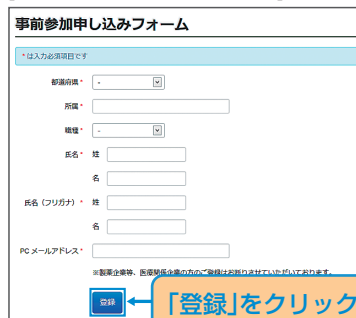 事前参加申し込みフォーム
*は入力必須項目です
都道府県* -
所属*
職種* -
氏名* 姓
名
氏名(フリガナ)* 姓
名
PCメールアドレス*
※製薬企業等、医療関係企業の方のご登録はお断りさせていただいております。
登録
「登録」をクリック